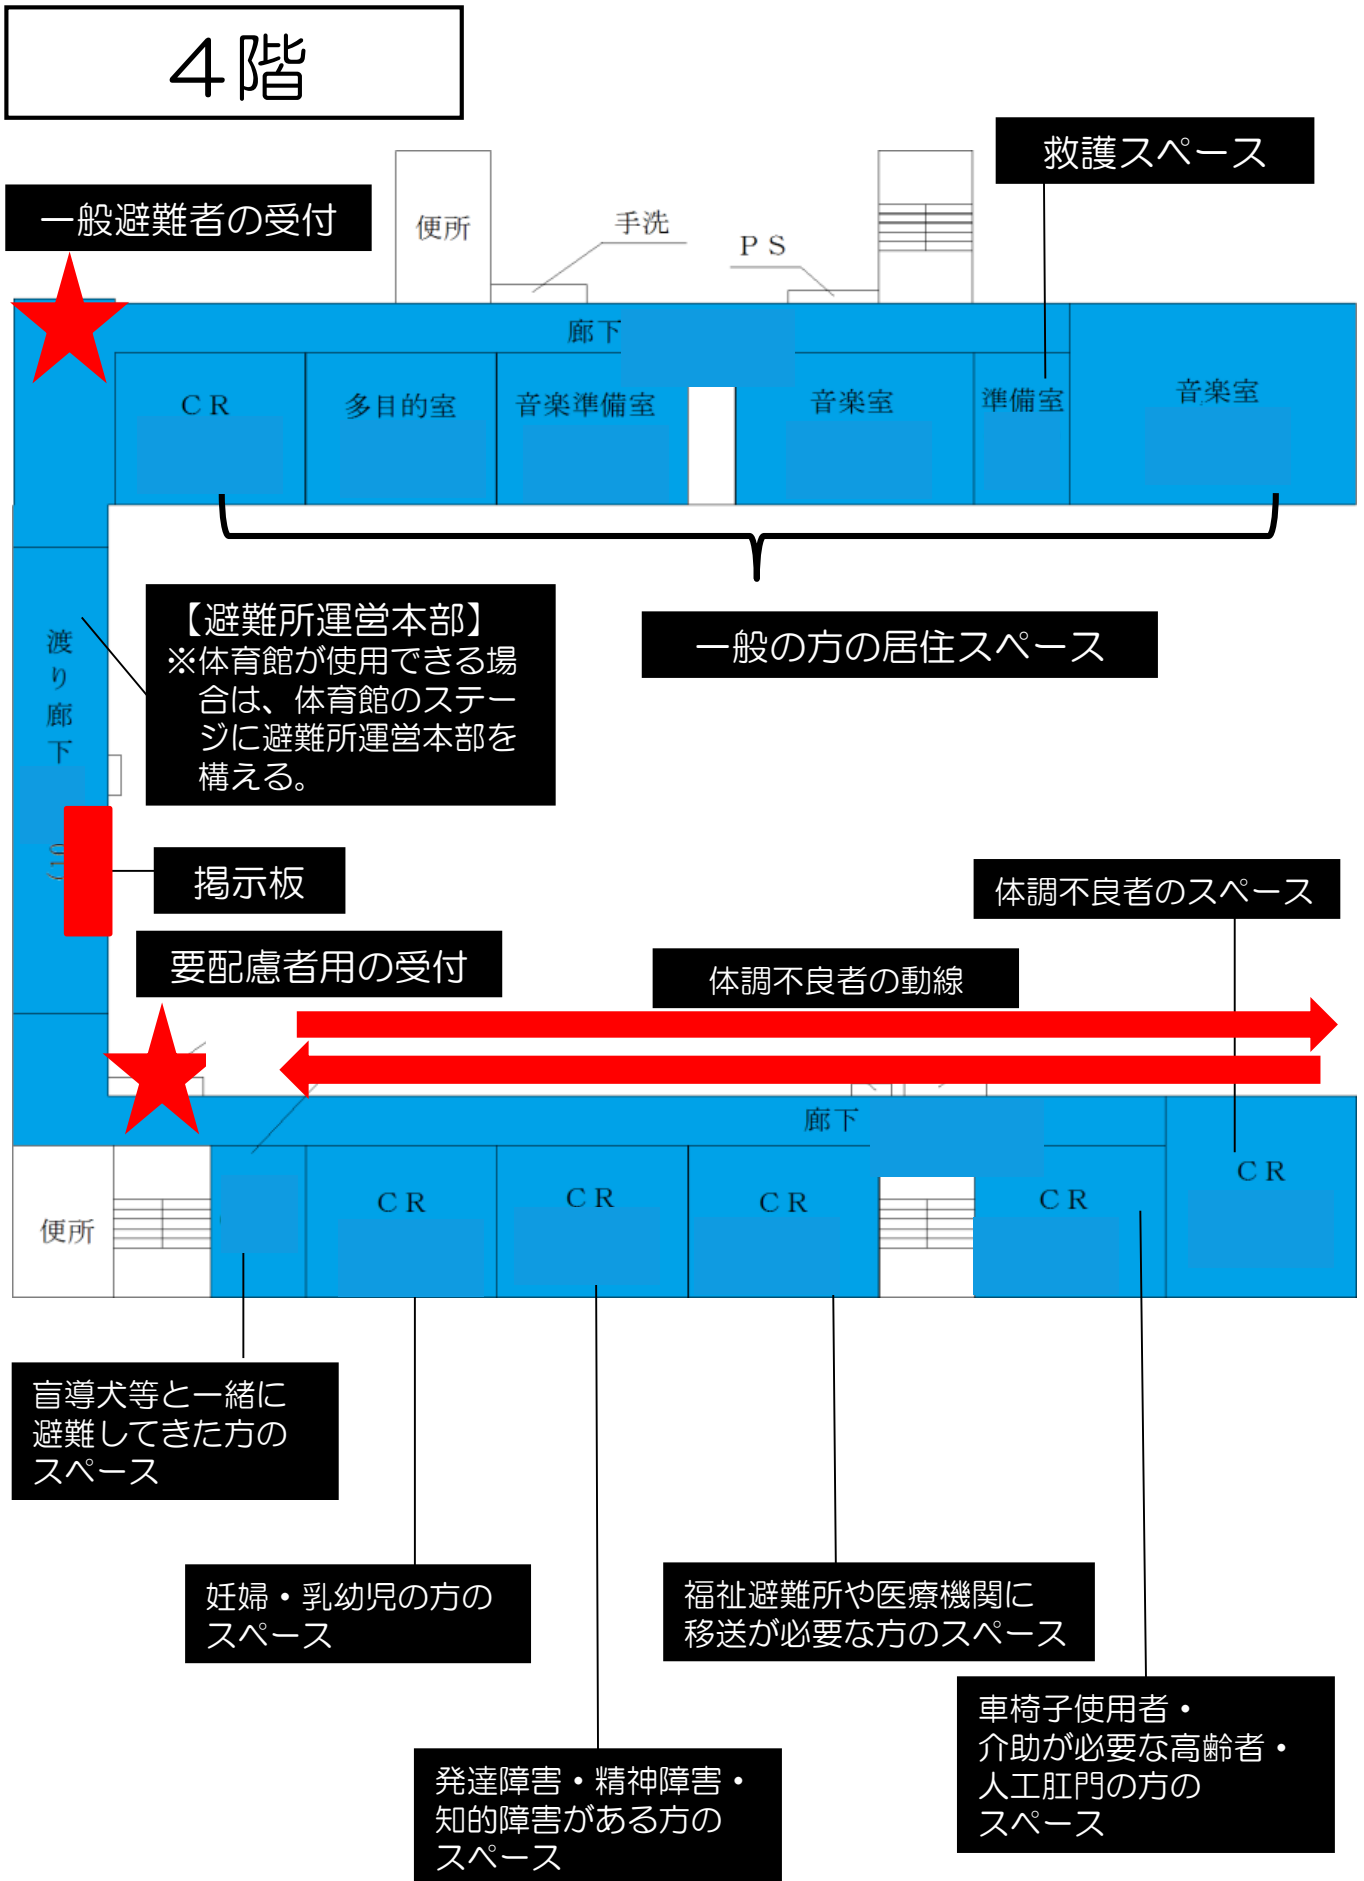 ４階
救護スペース
一般避難者の受付
便所
手洗
ＰＳ
廊下
ＣＲ
多目的室
音楽準備室
音楽室
準備室
音楽室
【避難所運営本部】
※体育館が使用できる場
合は、体育館のステー
ジに避難所運営本部を
構える。
一般の方の居住スペース
渡り廊下
掲示板
体調不良者のスペース
要配慮者用の受付
体調不良者の動線
廊下
便所
ＣＲ
ＣＲ
ＣＲ
ＣＲ
ＣＲ
盲導犬等と一緒に
避難してきた方の
スペース
妊婦・乳幼児の方の
スペース
福祉避難所や医療機関に
移送が必要な方のスペース
車椅子使用者・
介助が必要な高齢者・
人工肛門の方の
スペース
発達障害・精神障害・
知的障害がある方の
スペース